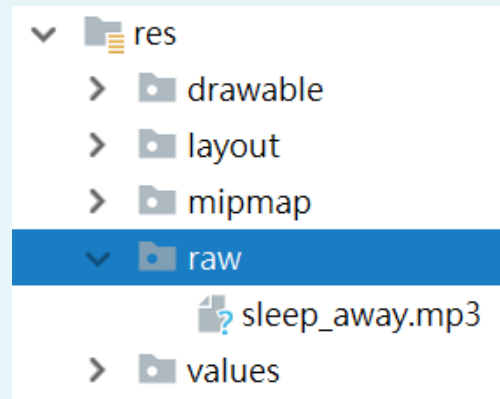 res
drawable
layout
mipmap
raw
sleep_away.mp3
values